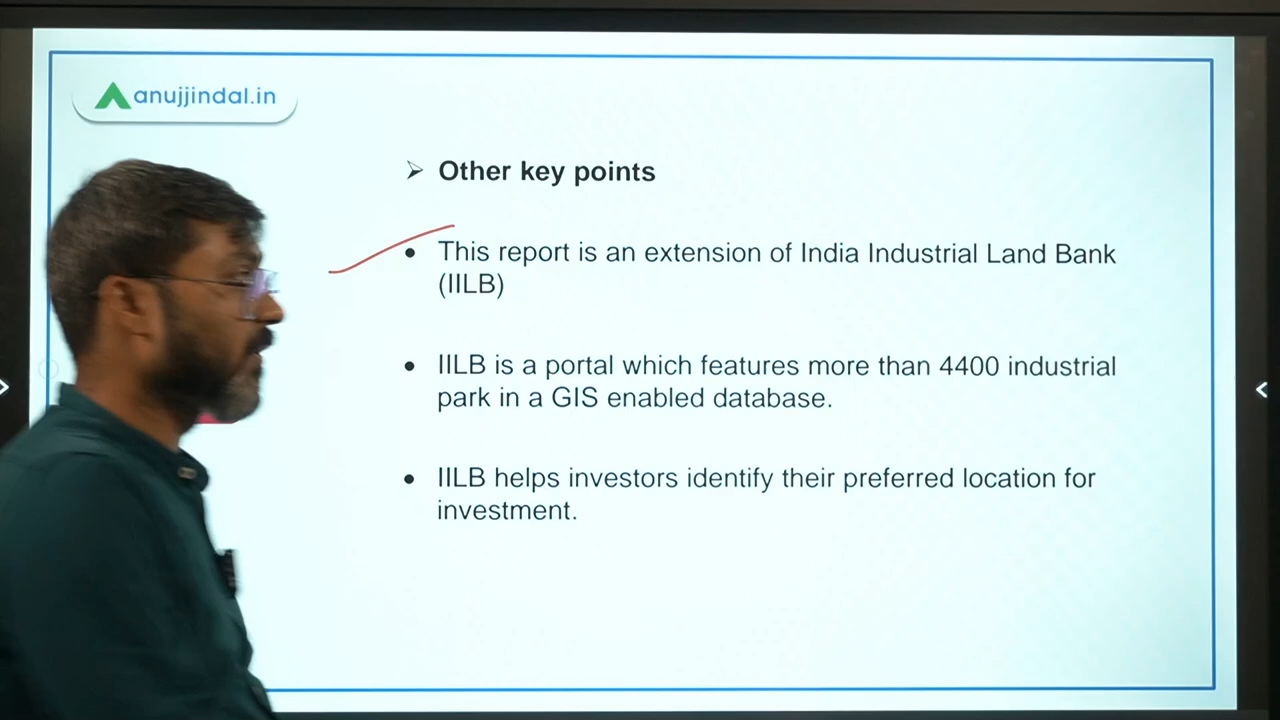 anujjindal.in
➢ Other key points
• This report is an extension of India Industrial Land Bank
(IILB)
• IILB is a portal which features more than 4400 industrial
park in a GIS enabled database.
• IILB helps investors identify their preferred location for
investment.